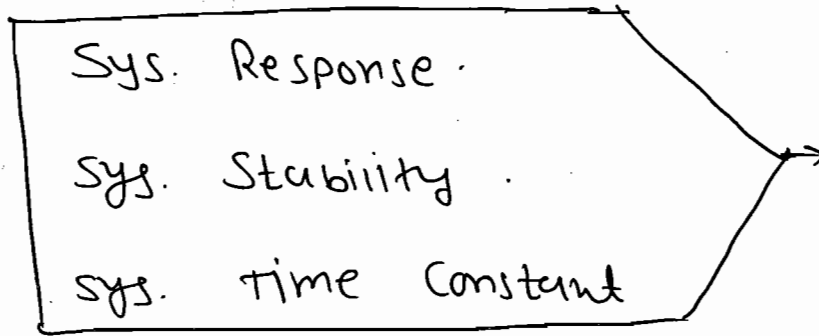 Sys. Response.
Sys. Stability.
Sys. Time Constant